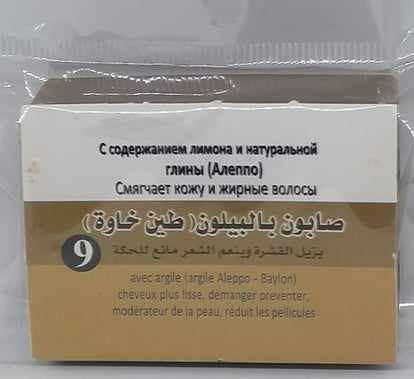 С содержанием лимона и натуральной
глины (Алеппо)
Смягчает кожу и жирные волосы
صابون بالبيلون( طين خاوة )
يزيل القشرة وينعم الشعر مانع للحكة
9
avec argile (argile Aleppo - Baylon)
cheveux plus lisse, démanger preventer,
modérateur de la peau, réduit les pellicules